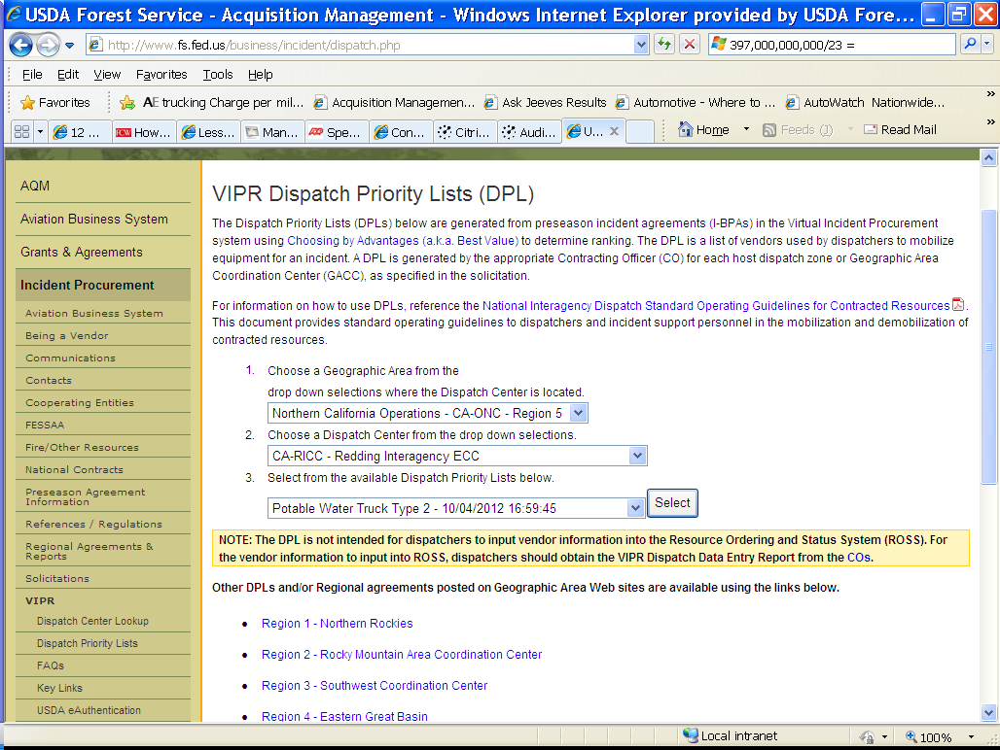 USDA Forest Service - Acquisition Management - Windows Internet Explorer provided by USDA Fore...
http://www.fs.fed.us/business/incident/dispatch.php
397,000,000,000/23 =
File Edit View Favorites Tools Help
Favorites AE trucking Charge per mil... Acquisition Managemen... Ask Jeeves Results Automotive - Where to ... AutoWatch Nationwide... »
12 ... How... Less... Man... Spe... Con... Citri... Audi... U... X Home Feeds (J) Read Mail »
AQM
Aviation Business System
Grants & Agreements
Incident Procurement
Aviation Business System
Being a Vendor
Communications
Contacts
Cooperating Entities
FESSAA
Fire/Other Resources
National Contracts
Preseason Agreement
Information
References / Regulations
Regional Agreements &
Reports
Solicitations
VIPR
Dispatch Center Lookup
Dispatch Priority Lists
FAQs
Key Links
USDA eAuthentication
VIPR Dispatch Priority Lists (DPL)
The Dispatch Priority Lists (DPLs) below are generated from preseason incident agreements (I-BPAs) in the Virtual Incident Procurement
system using Choosing by Advantages (a.k.a. Best Value) to determine ranking. The DPL is a list of vendors used by dispatchers to mobilize
equipment for an incident. A DPL is generated by the appropriate Contracting Officer (CO) for each host dispatch zone or Geographic Area
Coordination Center (GACC), as specified in the solicitation.
For information on how to use DPLs, reference the National Interagency Dispatch Standard Operating Guidelines for Contracted Resources.
This document provides standard operating guidelines to dispatchers and incident support personnel in the mobilization and demobilization of
contracted resources.
1. Choose a Geographic Area from the
drop down selections where the Dispatch Center is located.
Northern California Operations - CA-ONC - Region 5
2. Choose a Dispatch Center from the drop down selections.
CA-RICC - Redding Interagency ECC
3. Select from the available Dispatch Priority Lists below.
Potable Water Truck Type 2 - 10/04/2012 16:59:45 Select
NOTE: The DPL is not intended for dispatchers to input vendor information into the Resource Ordering and Status System (ROSS). For
the vendor information to input into ROSS, dispatchers should obtain the VIPR Dispatch Data Entry Report from the COs.
Other DPLs and/or Regional agreements posted on Geographic Area Web sites are available using the links below.
• Region 1 - Northern Rockies
• Region 2 - Rocky Mountain Area Coordination Center
• Region 3 - Southwest Coordination Center
• Region 4 - Eastern Great Basin
Local intranet 100%